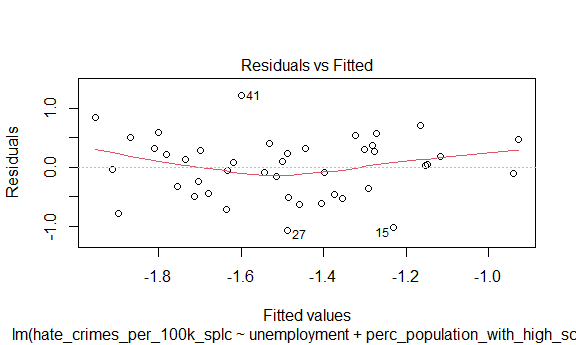 Residuals vs Fitted
Residuals
1.0
0.0
-1.0
41
27
15
-1.8
-1.6
-1.4
-1.2
-1.0
Fitted values
lm(hate_crimes_per_100k_splc ~ unemployment + perc_population_with_high_sc